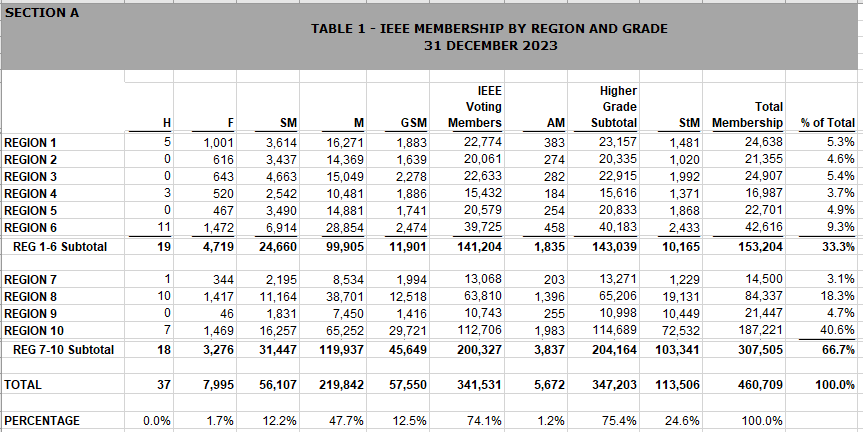 SECTION A
TABLE 1 - IEEE MEMBERSHIP BY REGION AND GRADE
31 DECEMBER 2023
IEEE Higher
Voting Grade Total
H F SM M GSM Members AM Subtotal StM Membership % of Total
REGION 1 5 1,001 3,614 16,271 1,883 22,774 383 23,157 1,481 24,638 5.3%
REGION 2 0 616 3,437 14,369 1,639 20,061 274 20,335 1,020 21,355 4.6%
REGION 3 0 643 4,663 15,049 2,278 22,633 282 22,915 1,992 24,907 5.4%
REGION 4 3 520 2,542 10,481 1,886 15,432 184 15,616 1,371 16,987 3.7%
REGION 5 0 467 3,490 14,881 1,741 20,579 254 20,833 1,868 22,701 4.9%
REGION 6 11 1,472 6,914 28,854 2,474 39,725 458 40,183 2,433 42,616 9.3%
REG 1-6 Subtotal 19 4,719 24,660 99,905 11,901 141,204 1,835 143,039 10,165 153,204 33.3%
REGION 7 1 344 2,195 8,534 1,994 13,068 203 13,271 1,229 14,500 3.1%
REGION 8 10 1,417 11,164 38,701 12,518 63,810 1,396 65,206 19,131 84,337 18.3%
REGION 9 0 46 1,831 7,450 1,416 10,743 255 10,998 10,449 21,447 4.7%
REGION 10 7 1,469 16,257 65,252 29,721 112,706 1,983 114,689 72,532 187,221 40.6%
REG 7-10 Subtotal 18 3,276 31,447 119,937 45,649 200,327 3,837 204,164 103,341 307,505 66.7%
TOTAL 37 7,995 56,107 219,842 57,550 341,531 5,672 347,203 113,506 460,709 100.0%
PERCENTAGE 0.0% 1.7% 12.2% 47.7% 12.5% 74.1% 1.2% 75.4% 24.6% 100.0%